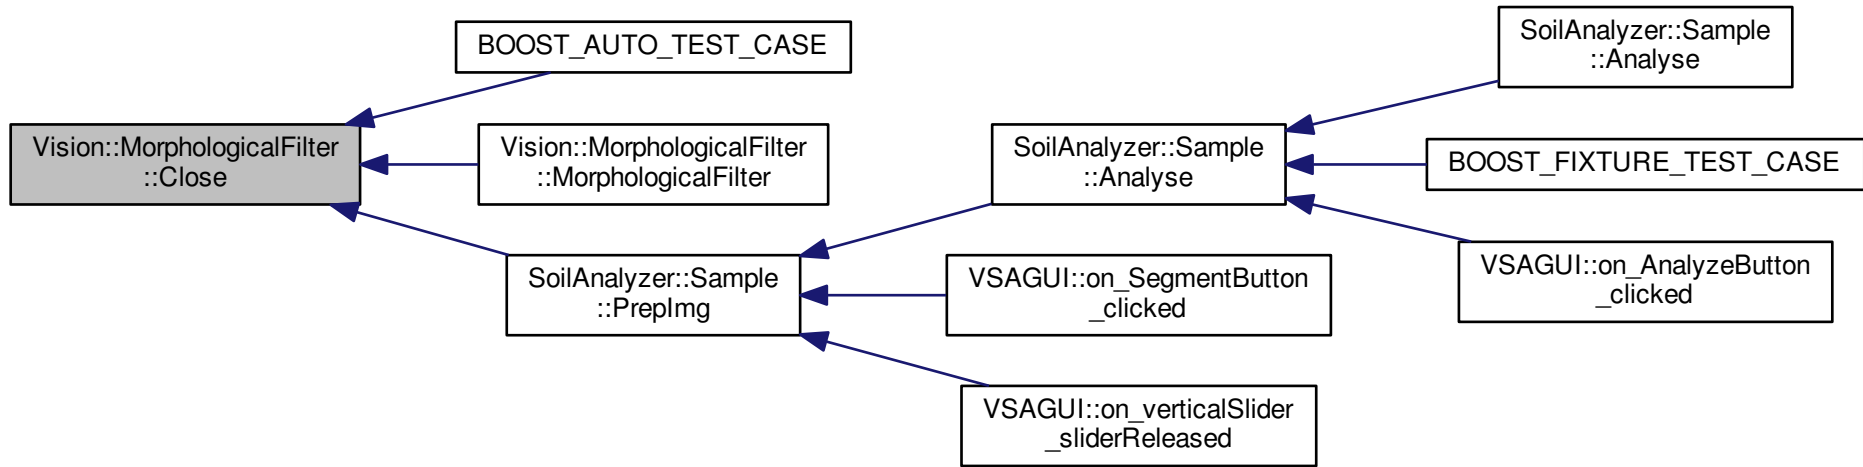 Vision::MorphologicalFilter
::Close
BOOST_AUTO_TEST_CASE
Vision::MorphologicalFilter
::MorphologicalFilter
SoilAnalyzer::Sample
::PrepImg
SoilAnalyzer::Sample
::Analyse
VSAGUI::on_SegmentButton
_clicked
VSAGUI::on_verticalSlider
_sliderReleased
SoilAnalyzer::Sample
::Analyse
BOOST_FIXTURE_TEST_CASE
VSAGUI::on_AnalyzeButton
_clicked